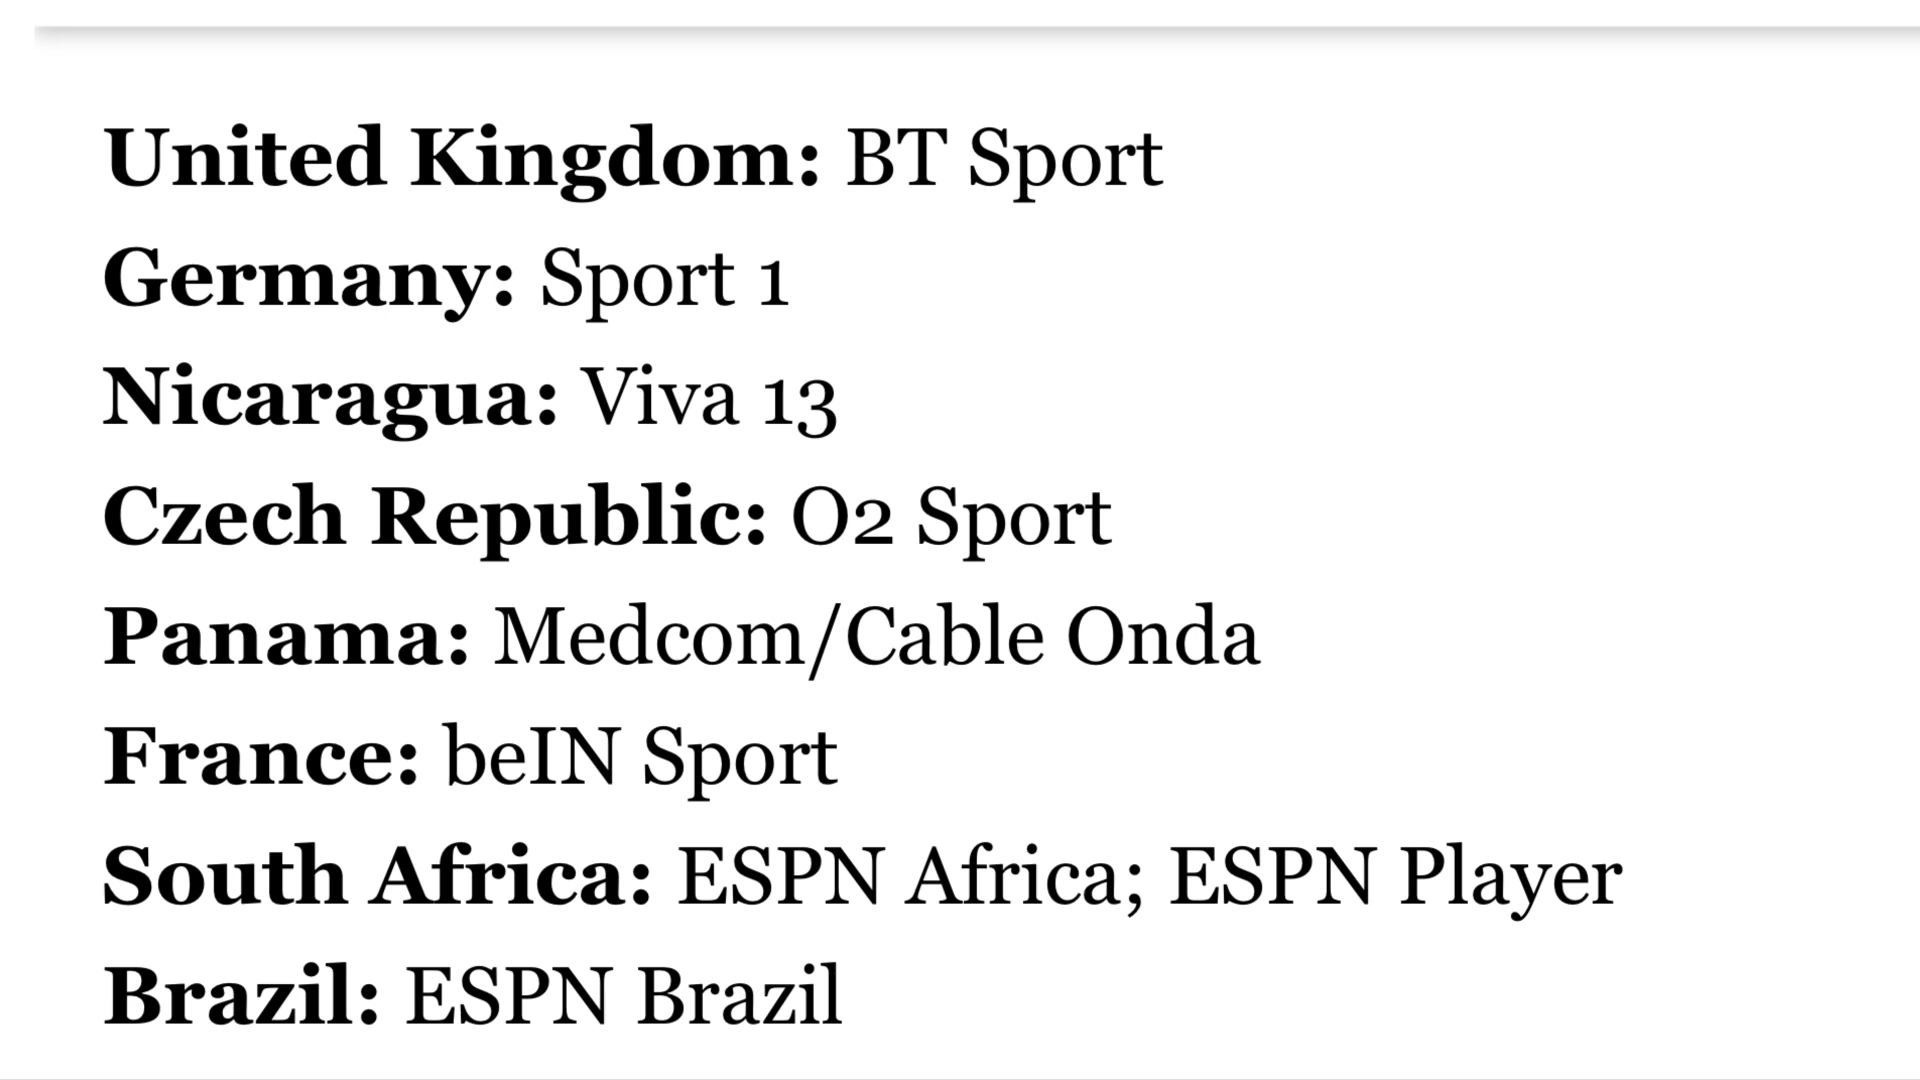 United Kingdom: BT Sport
Germany: Sport 1
Nicaragua: Viva 13
Czech Republic: O2 Sport
Panama: Medcom/Cable Onda
France: beIN Sport
South Africa: ESPN Africa; ESPN Player
Brazil: ESPN Brazil